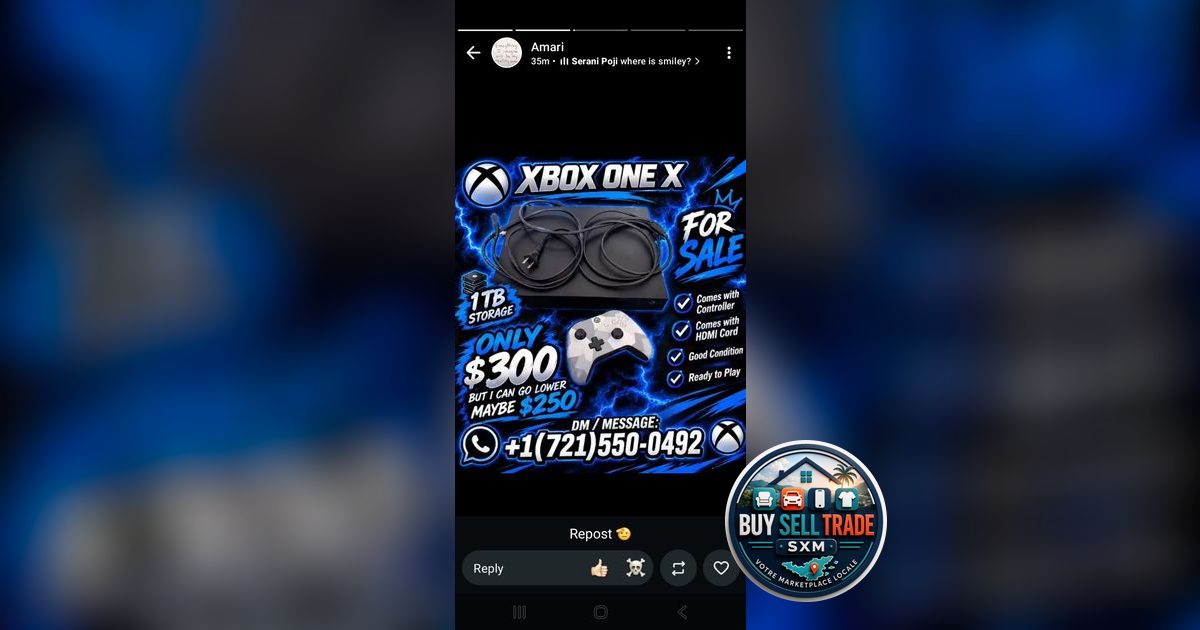 Amari
35m • Serani Poji where is smiley? >
XBOX ONE X
FOR
SALE
1TB
STORAGE
Comes with
Controller
Comes with
HDMI Cord
Good Condition
Ready to Play
ONLY
$300
BUT I CAN GO LOWER
MAYBE $250
DM / MESSAGE:
+1(721)550-0492
Repost 🫡
Reply
BUY SELL TRADE
SXM
VOTRE MARKETPLACE LOCALE